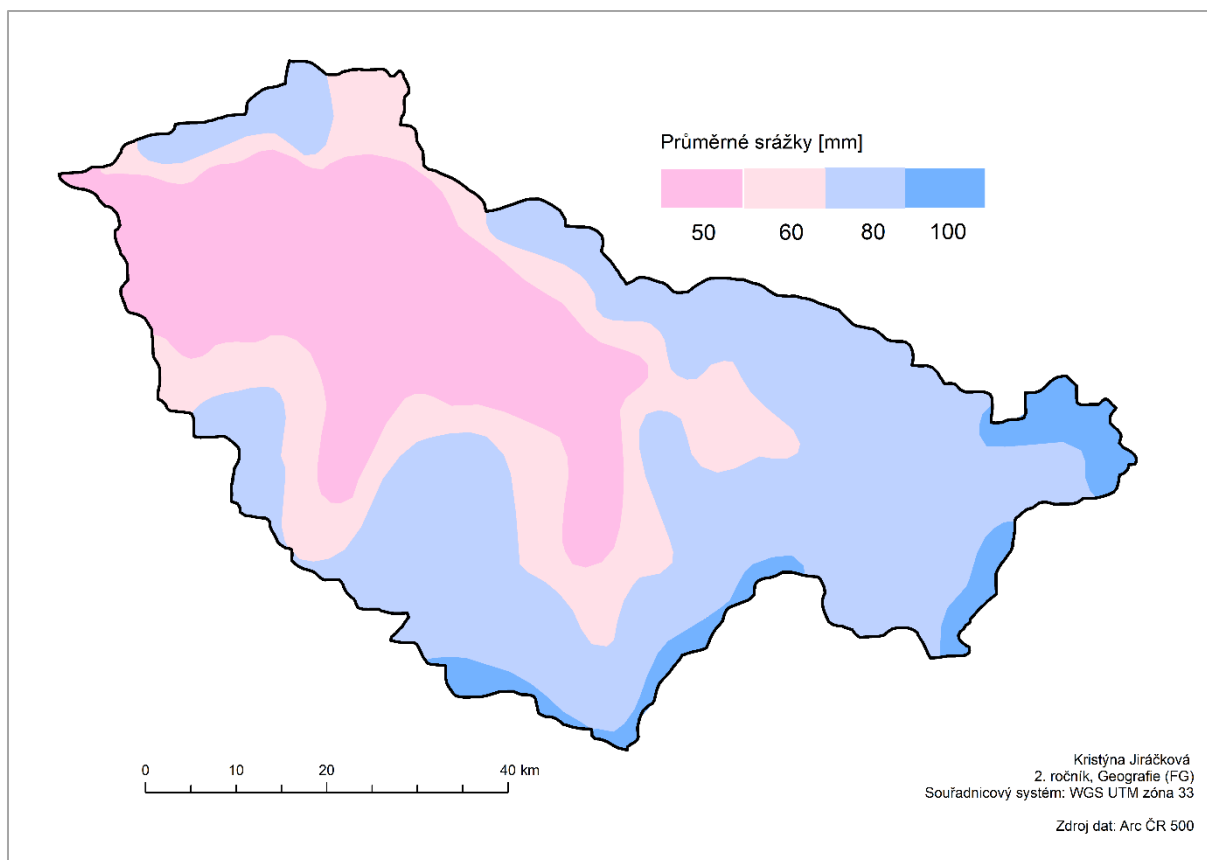 Průměrné srážky [mm]
50 60 80 100
0 10 20 40 km
Kristýna Jiráčková
2. ročník, Geografie (FG)
Souřadnicový systém: WGS UTM zóna 33
Zdroj dat: Arc ČR 500